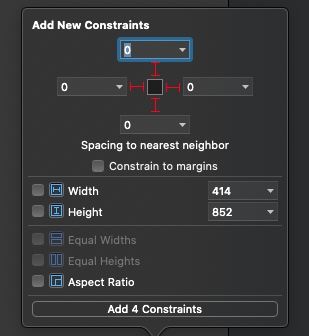 Add New Constraints
0
0
0
0
Spacing to nearest neighbor
Constrain to margins
Width 414
Height 852
Equal Widths
Equal Heights
Aspect Ratio
Add 4 Constraints